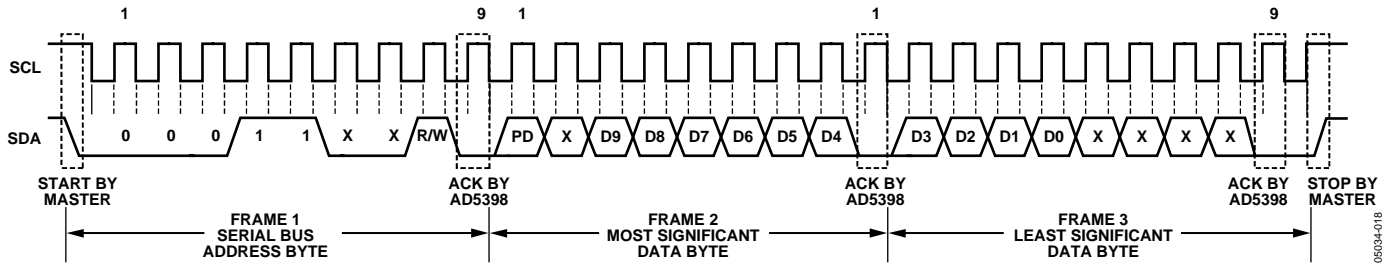 1 9 1 1 9
SCL
SDA 0 0 0 1 1 X X R/W PD X D9 D8 D7 D6 D5 D4 D3 D2 D1 D0 X X X X
START BY
MASTER
ACK BY
AD5398
ACK BY
AD5398
ACK BY
AD5398
STOP BY
MASTER
FRAME 1
SERIAL BUS
ADDRESS BYTE
FRAME 2
MOST SIGNIFICANT
DATA BYTE
FRAME 3
LEAST SIGNIFICANT
DATA BYTE
05034-018